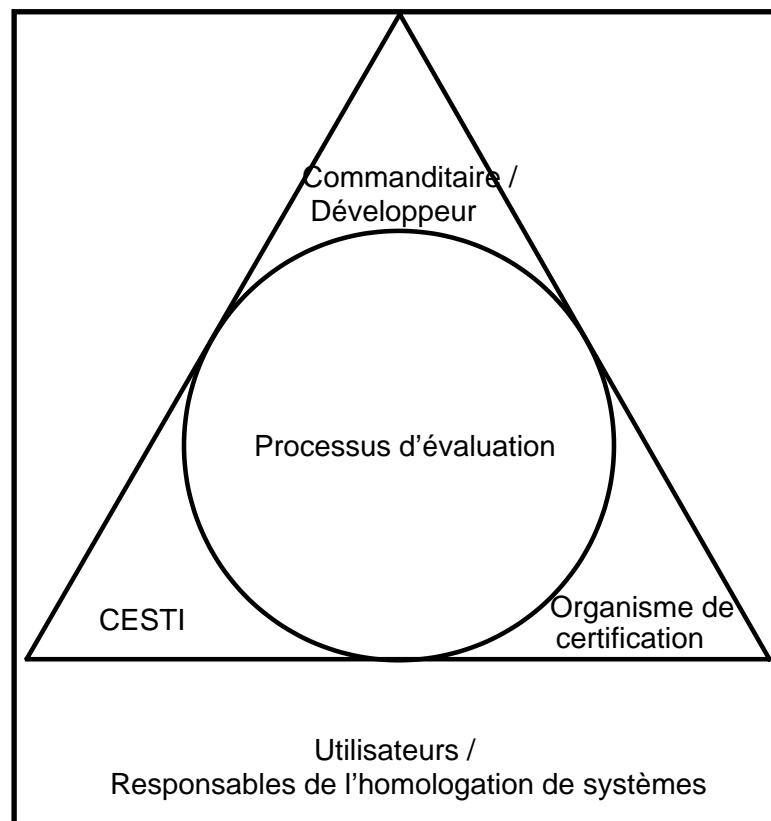 Commanditaire /
Développeur
Processus d’évaluation
CESTI
Organisme de
certification
Utilisateurs /
Responsables de l’homologation de systèmes